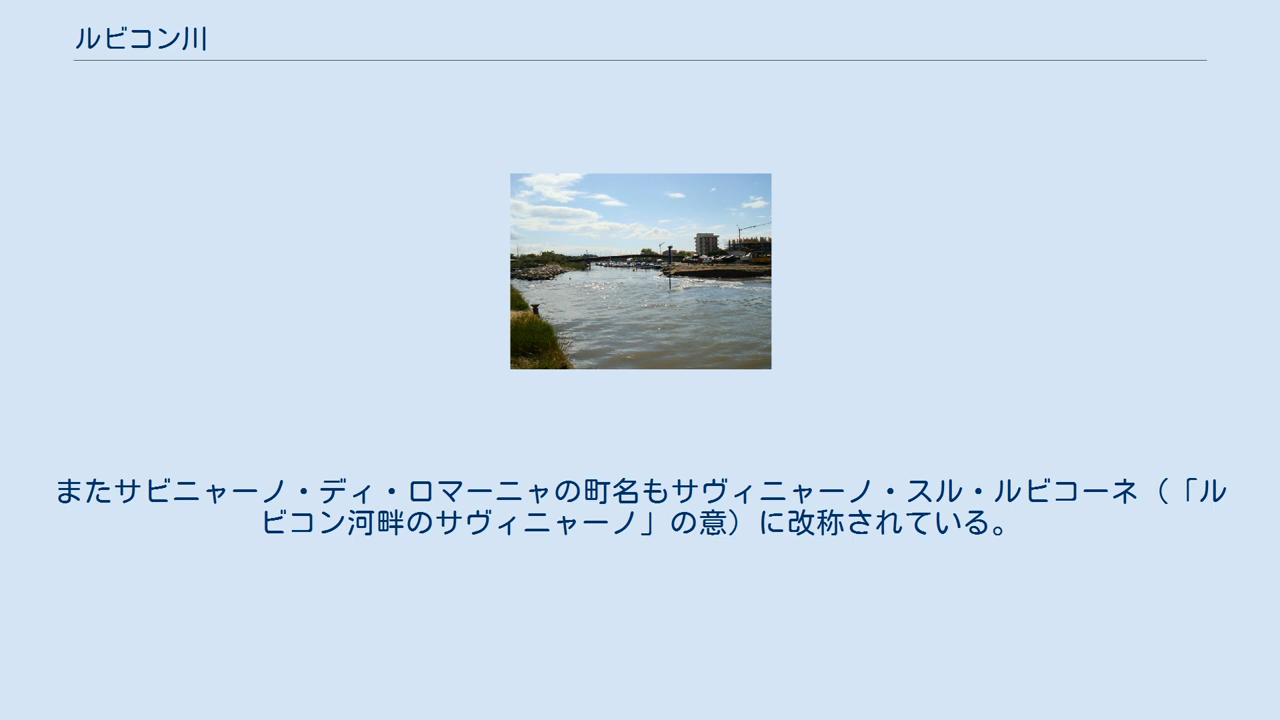 ルビコン川
またサビニャーノ・ディ・ロマーニャの町名もサヴィニャーノ・スル・ルビコーネ（「ル
ビコン河畔のサヴィニャーノ」の意）に改称されている。